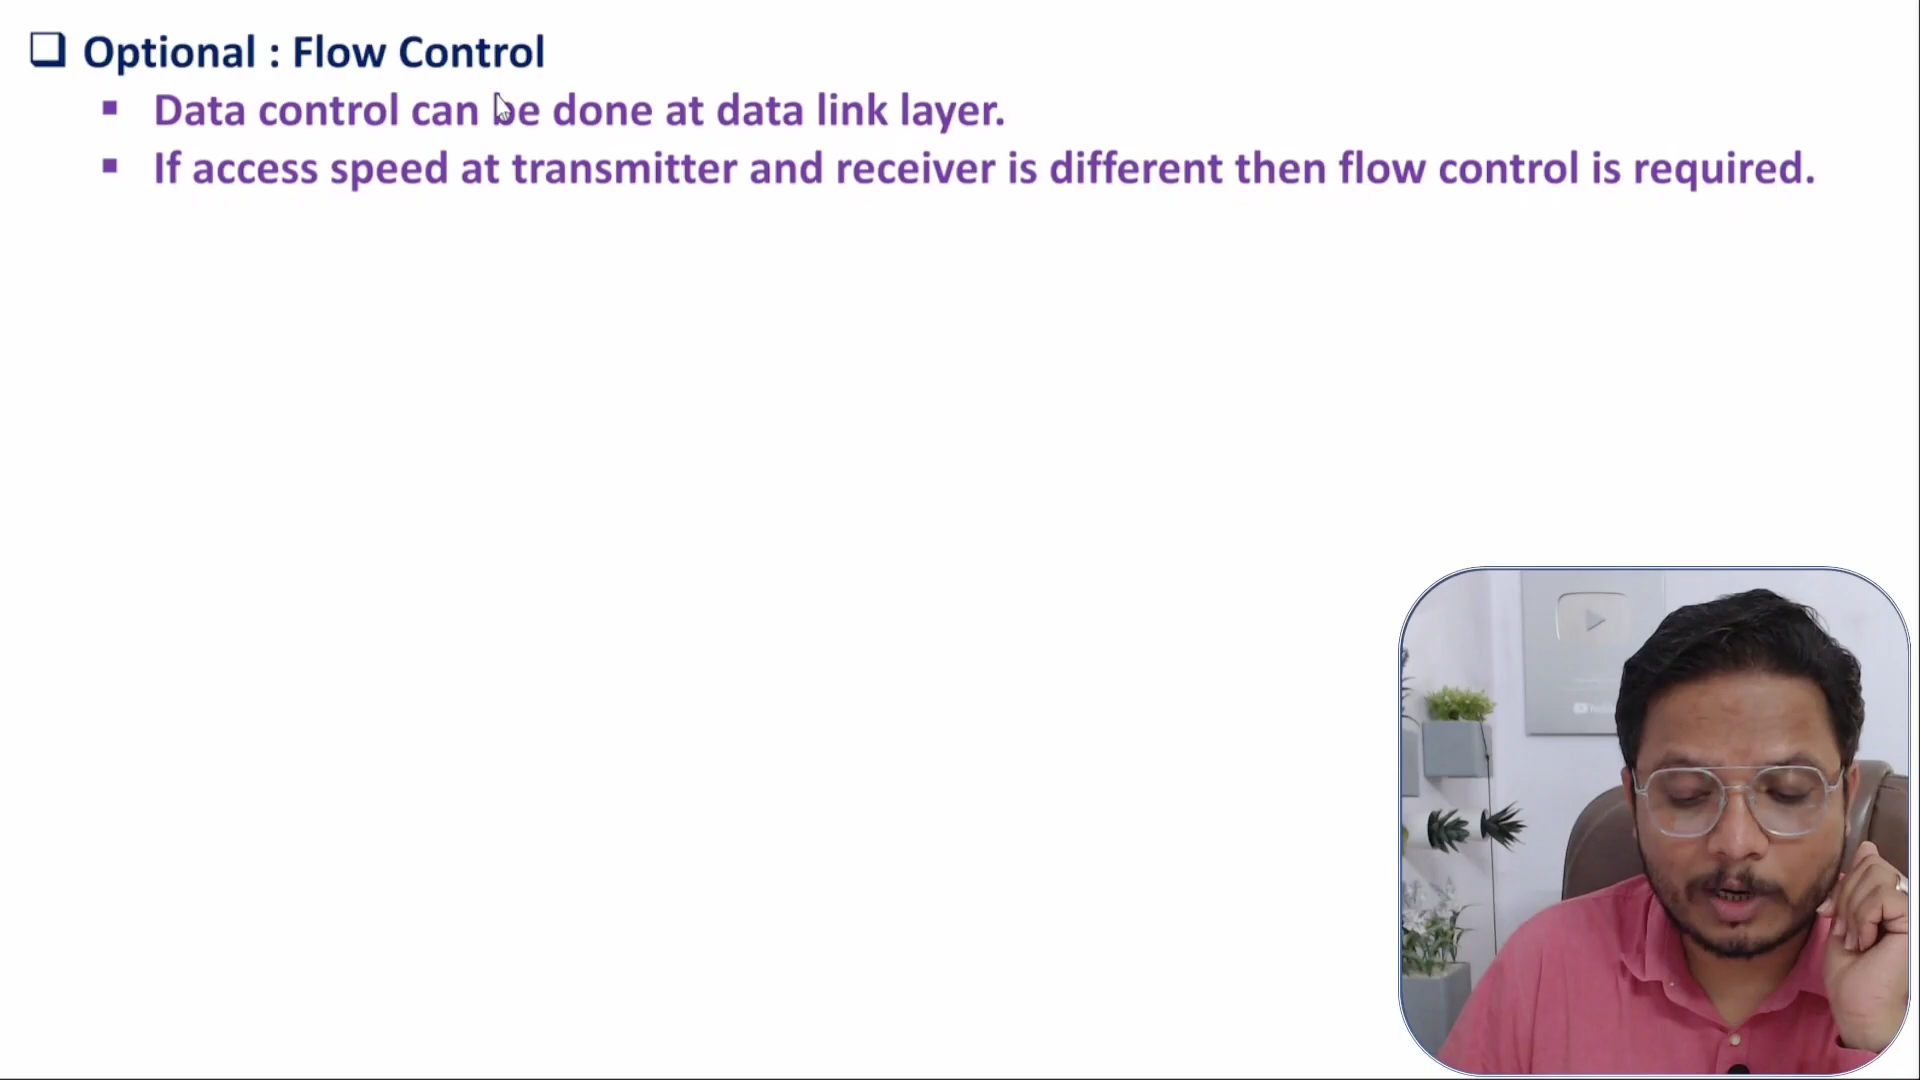 Optional : Flow Control
Data control can be done at data link layer.
If access speed at transmitter and receiver is different then flow control is required.